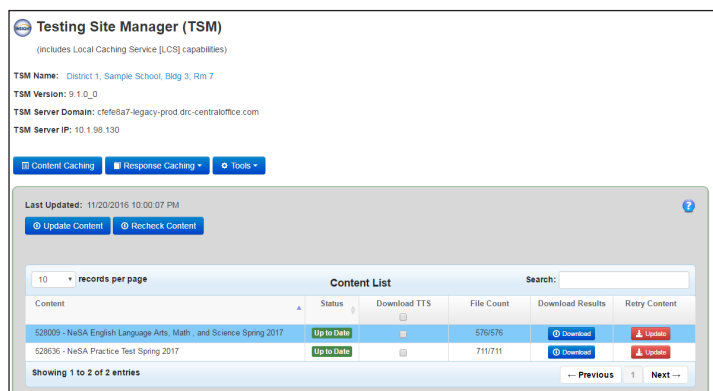 INSIGHT
Testing Site Manager (TSM)
(includes Local Caching Service [LCS] capabilities)
TSM Name: District 1, Sample School, Bldg 3, Rm 7
TSM Version: 9.1.0_0
TSM Server Domain: cfefe8a7-legacy-prod.drc-centraloffice.com
TSM Server IP: 10.1.98.130
Content Caching Response Caching Tools
Last Updated: 11/20/2016 10:00:07 PM
?
Update Content Recheck Content
10 records per page Content List Search:
Content Status Download TTS File Count Download Results Retry Content
528009 - NeSA English Language Arts, Math , and Science Spring 2017 Up to Date 576/576 Download Update
528636 - NeSA Practice Test Spring 2017 Up to Date 711/711 Download Update
Showing 1 to 2 of 2 entries ← Previous 1 Next →